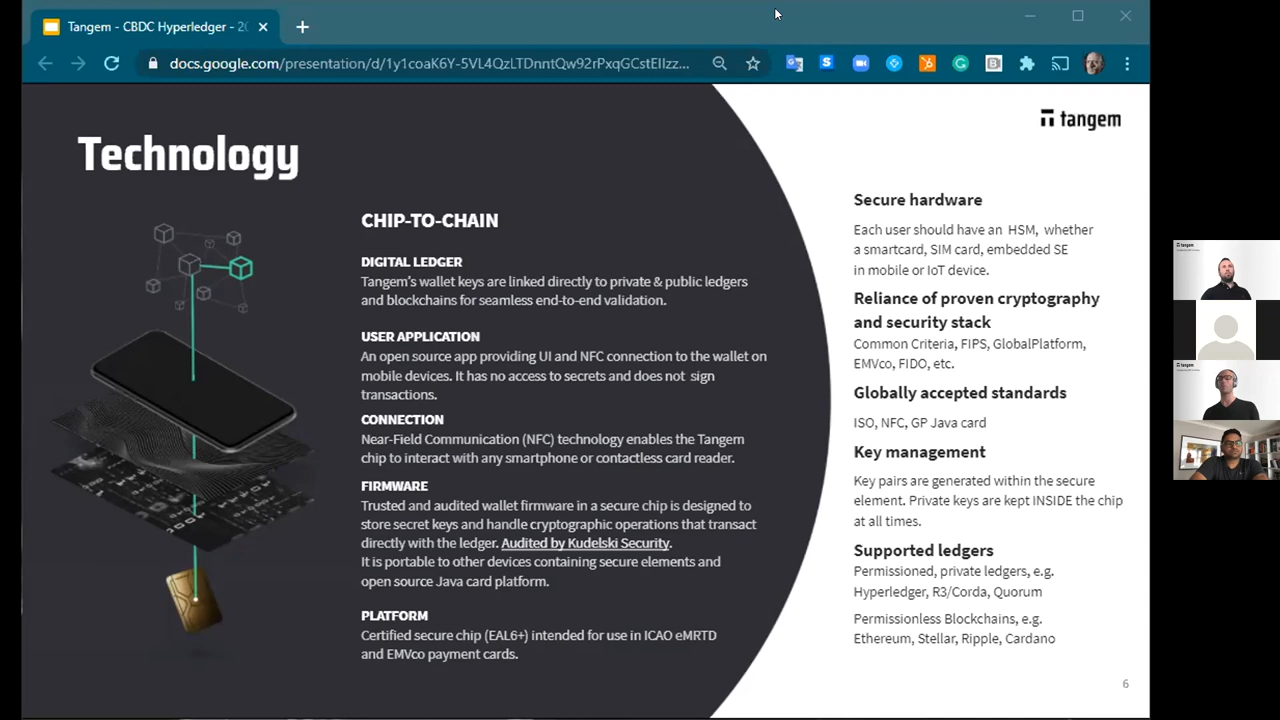 Tangem - CBDC Hyperledger - 20
docs.google.com/presentation/d/1y1coaK6Y-5VL4QzLTDnntQw92rPxqGCstEIIzz...
tangem
Technology
CHIP-TO-CHAIN
DIGITAL LEDGER
Tangem's wallet keys are linked directly to private & public ledgers
and blockchains for seamless end-to-end validation.
USER APPLICATION
An open source app providing UI and NFC connection to the wallet on
mobile devices. It has no access to secrets and does not sign
transactions.
CONNECTION
Near-Field Communication (NFC) technology enables the Tangem
chip to interact with any smartphone or contactless card reader.
FIRMWARE
Trusted and audited wallet firmware in a secure chip is designed to
store secret keys and handle cryptographic operations that transact
directly with the ledger. Audited by Kudelski Security.
It is portable to other devices containing secure elements and
open source Java card platform.
PLATFORM
Certified secure chip (EAL6+) intended for use in ICAO eMRTD
and EMVco payment cards.
Secure hardware
Each user should have an HSM, whether
a smartcard, SIM card, embedded SE
in mobile or IoT device.
Reliance of proven cryptography
and security stack
Common Criteria, FIPS, GlobalPlatform,
EMVco, FIDO, etc.
Globally accepted standards
ISO, NFC, GP Java card
Key management
Key pairs are generated within the secure
element. Private keys are kept INSIDE the chip
at all times.
Supported ledgers
Permissioned, private ledgers, e.g.
Hyperledger, R3/Corda, Quorum
Permissionless Blockchains, e.g.
Ethereum, Stellar, Ripple, Cardano
6